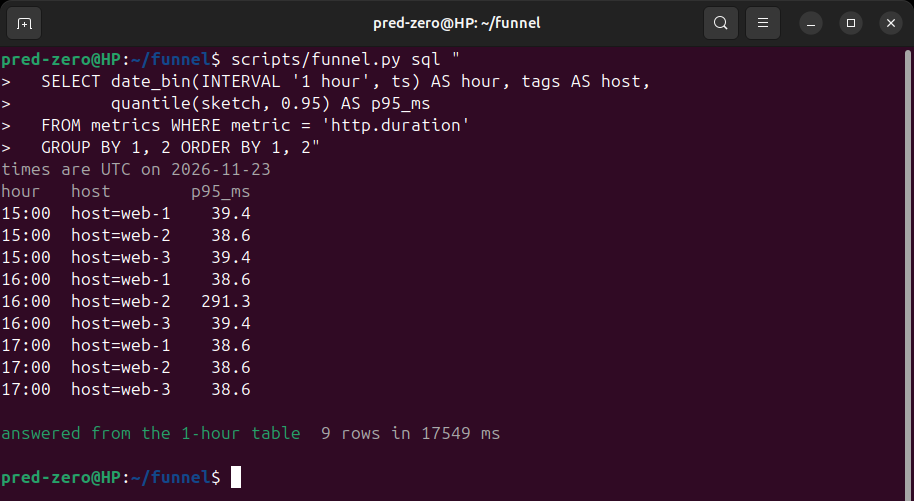 pred-zero@HP: ~/funnel
pred-zero@HP:~/funnel$ scripts/funnel.py sql "
>   SELECT date_bin(INTERVAL '1 hour', ts) AS hour, tags AS host,
>          quantile(sketch, 0.95) AS p95_ms
>   FROM metrics WHERE metric = 'http.duration'
>   GROUP BY 1, 2 ORDER BY 1, 2"
times are UTC on 2026-11-23
hour   host        p95_ms
15:00  host=web-1    39.4
15:00  host=web-2    38.6
15:00  host=web-3    39.4
16:00  host=web-1    38.6
16:00  host=web-2   291.3
16:00  host=web-3    39.4
17:00  host=web-1    38.6
17:00  host=web-2    38.6
17:00  host=web-3    38.6
answered from the 1-hour table  9 rows in 17549 ms
pred-zero@HP:~/funnel$